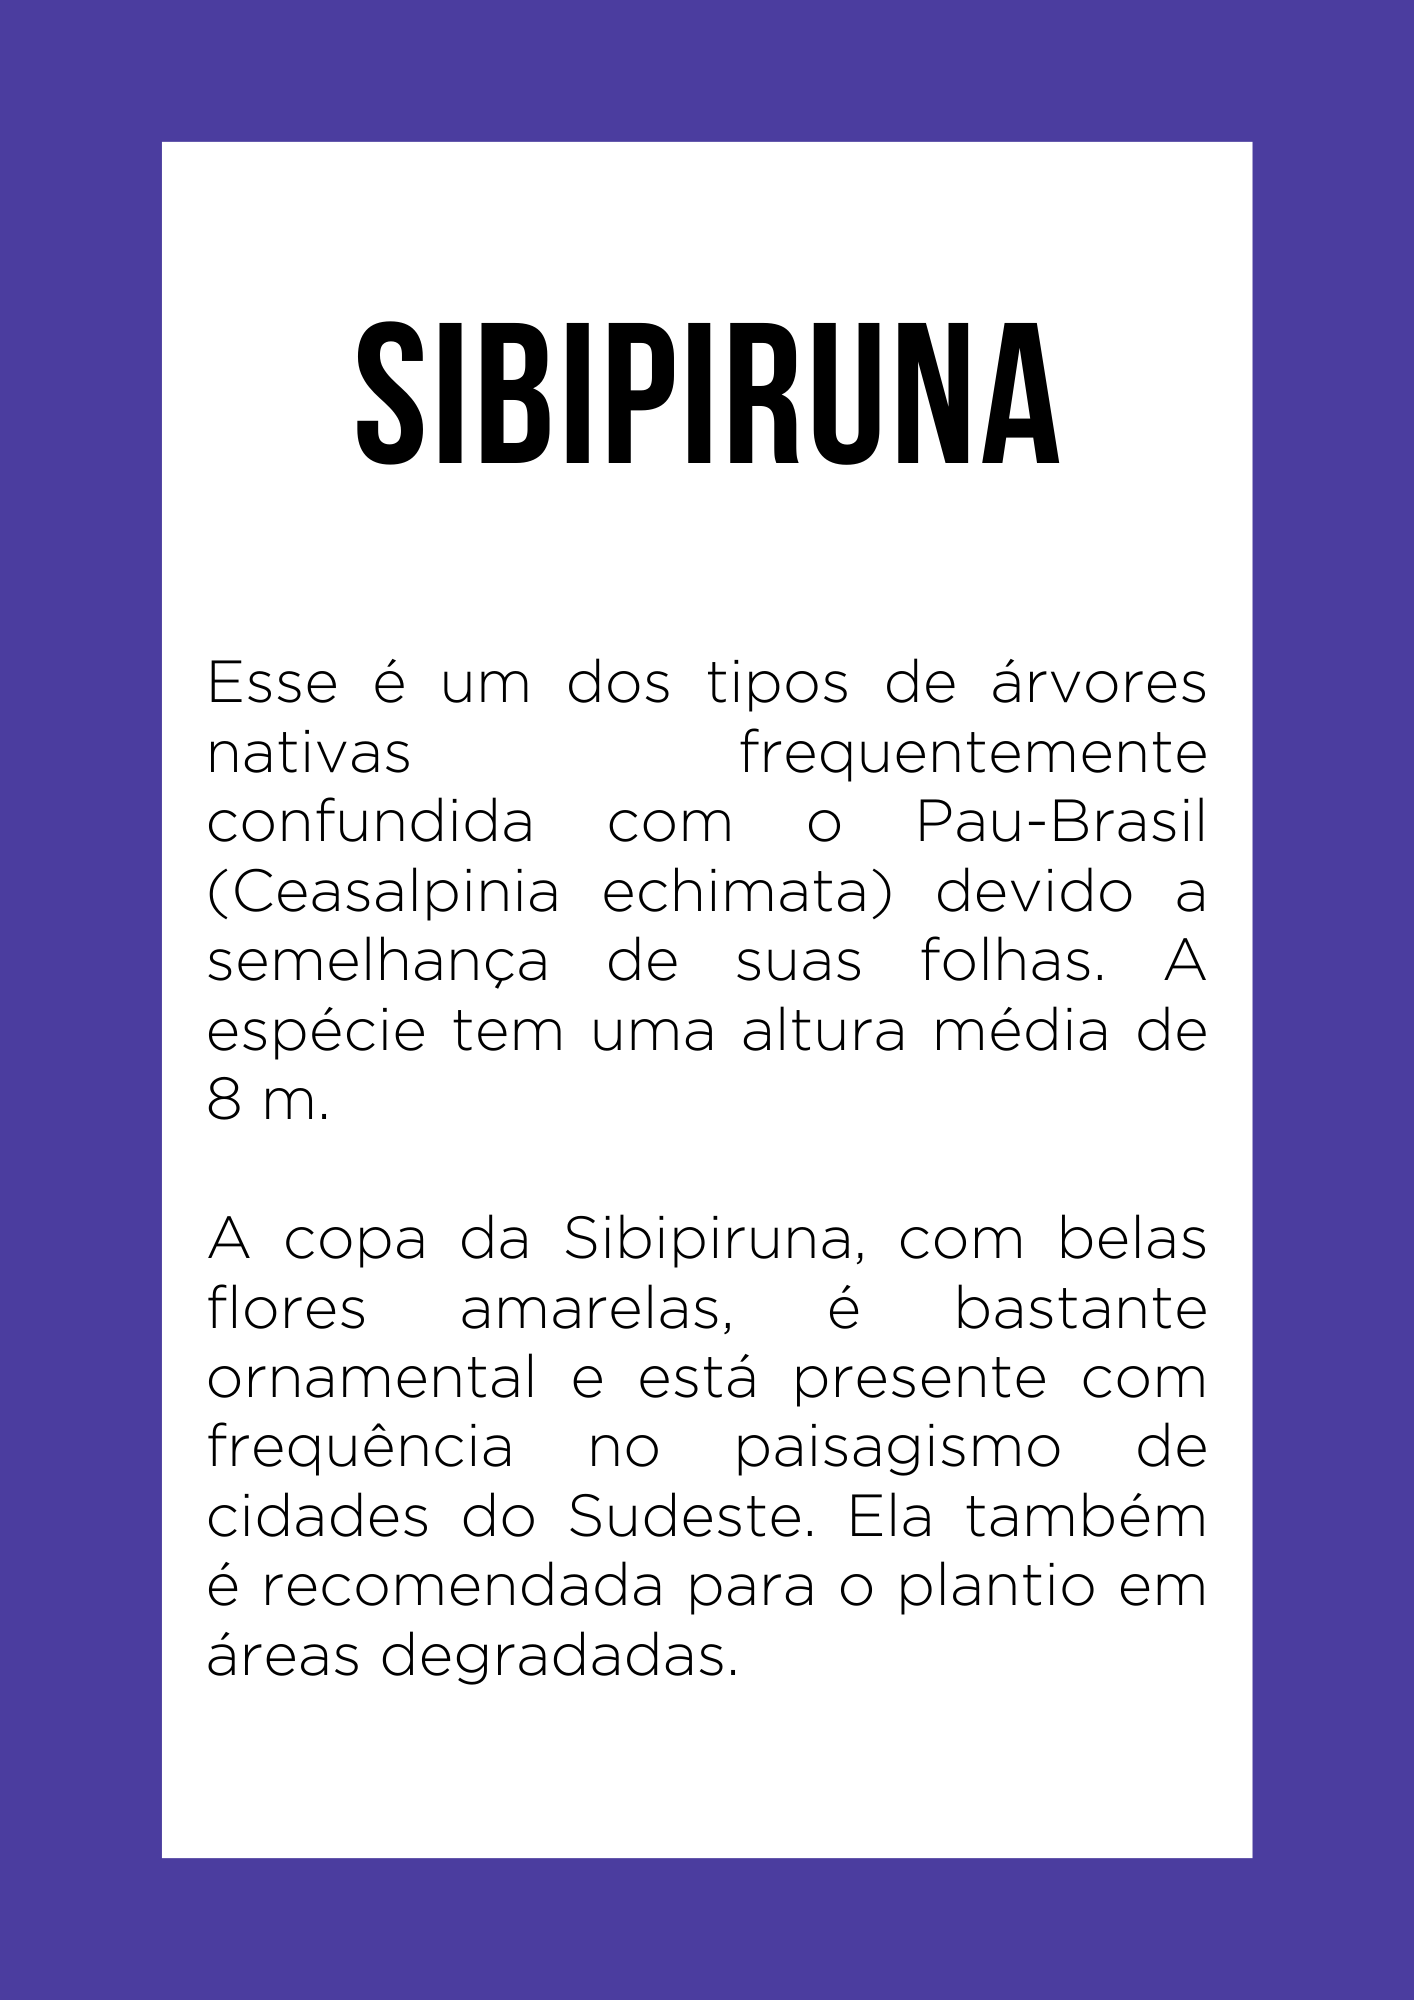 SIBIPIRUNA
Esse é um dos tipos de árvores
nativas frequentemente
confundida com o Pau-Brasil
(Ceasalpinia echimata) devido a
semelhança de suas folhas. A
espécie tem uma altura média de
8 m.
A copa da Sibipiruna, com belas
flores amarelas, é bastante
ornamental e está presente com
frequência no paisagismo de
cidades do Sudeste. Ela também
é recomendada para o plantio em
áreas degradadas.